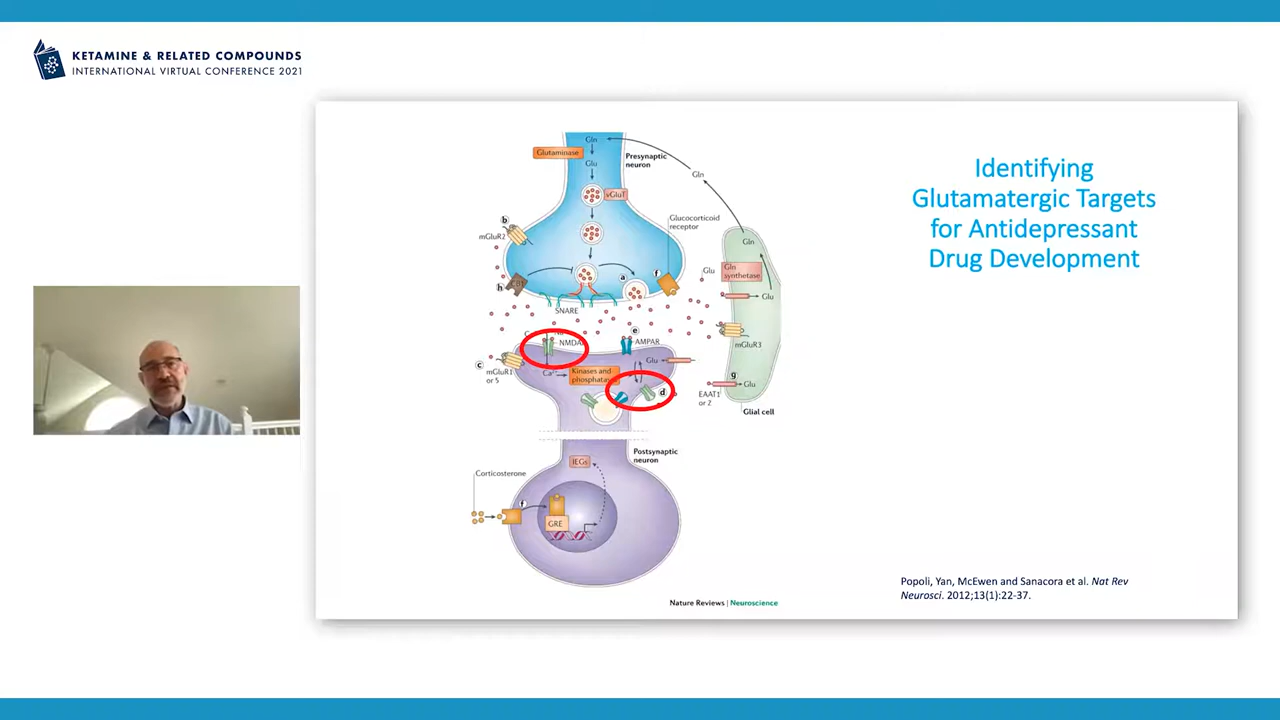 KETAMINE & RELATED COMPOUNDS
INTERNATIONAL VIRTUAL CONFERENCE 2021
Identifying
Glutamatergic Targets
for Antidepressant
Drug Development
Gln
Glutaminase
Presynaptic
neuron
Glu
Gln
vGluT
b
Glucocorticoid
receptor
mGluR2
Gln
f
a
Glu
Gln
synthetase
h
Glu
SNARE
e
NMDA
AMPAR
mGluR3
c
Glu
mGluR1
or 5
Kinases and
g
Glu
d
EAAT1
or 2
Glial cell
Postsynaptic
neuron
IEGs
Corticosterone
f
GRE
Popoli, Yan, McEwen and Sanacora et al. Nat Rev
Neurosci. 2012;13(1):22-37.
Nature Reviews | Neuroscience